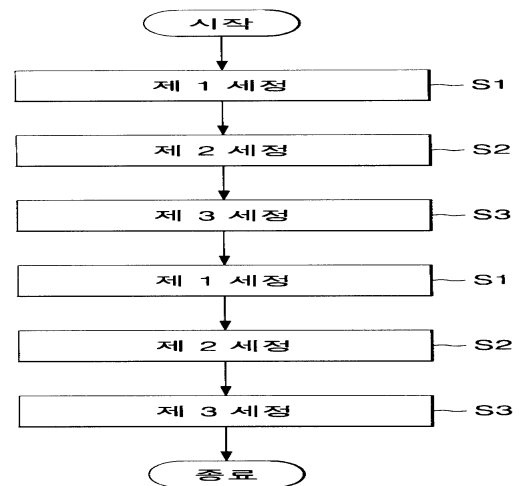 시작
제 1 세정 S1
제 2 세정 S2
제 3 세정 S3
제 1 세정 S1
제 2 세정 S2
제 3 세정 S3
종료